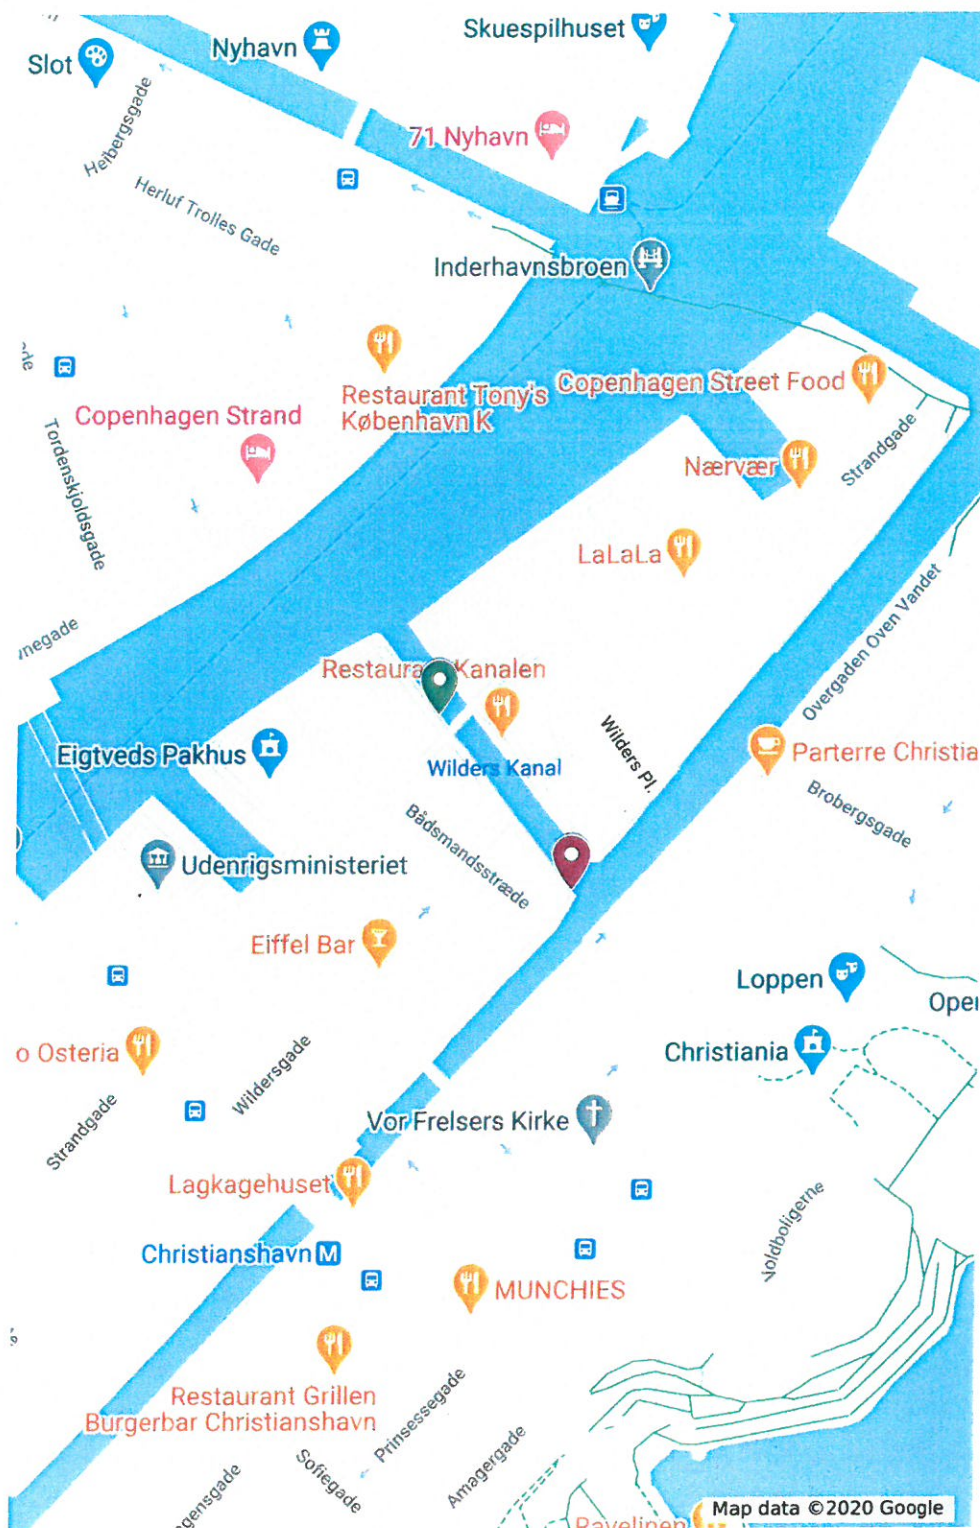 Skuespilhuset
Nyhavn
Slot
71 Nyhavn
Heibergsgade
Herluf Trolles Gade
Inderhavnsbroen
Restaurant Tony's
København K
Copenhagen Street Food
Copenhagen Strand
Tordenskjoldsgade
Nærvær
Strandgade
LaLaLa
Overgaden Oven Vandet
Kanalen
Eigtveds Pakhus
Wilders Kanal
Wilders Pl.
Parterre Christia
Brobergsgade
Bådsmandsstræde
Udenrigsministeriet
Eiffel Bar
Loppen
Oper
o Osteria
Christiania
Wildersgade
Strandgade
Vor Frelsers Kirke
Lagkagehuset
Christianshavn M
Voldboligerne
MUNCHIES
Restaurant Grillen
Burgerbar Christianshavn
Prinsessegade
Sofiegade
Amagergade
Map data ©2020 Google
Ravelinen